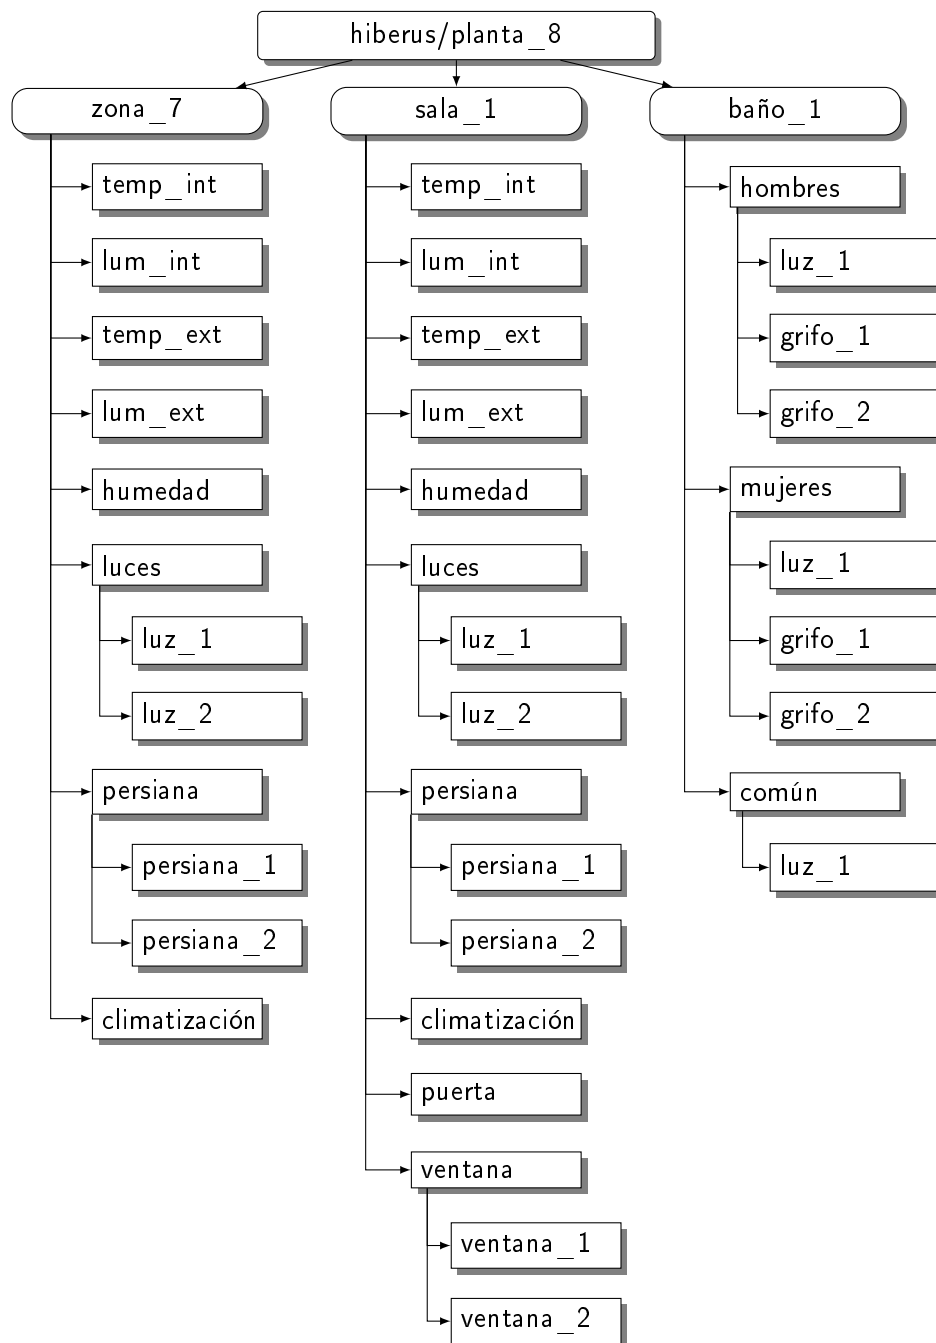 hiberus/planta_8
zona_7
temp_int
lum_int
temp_ext
lum_ext
humedad
luces
luz_1
luz_2
persiana
persiana_1
persiana_2
climatización
sala_1
temp_int
lum_int
temp_ext
lum_ext
humedad
luces
luz_1
luz_2
persiana
persiana_1
persiana_2
climatización
puerta
ventana
ventana_1
ventana_2
baño_1
hombres
luz_1
grifo_1
grifo_2
mujeres
luz_1
grifo_1
grifo_2
común
luz_1